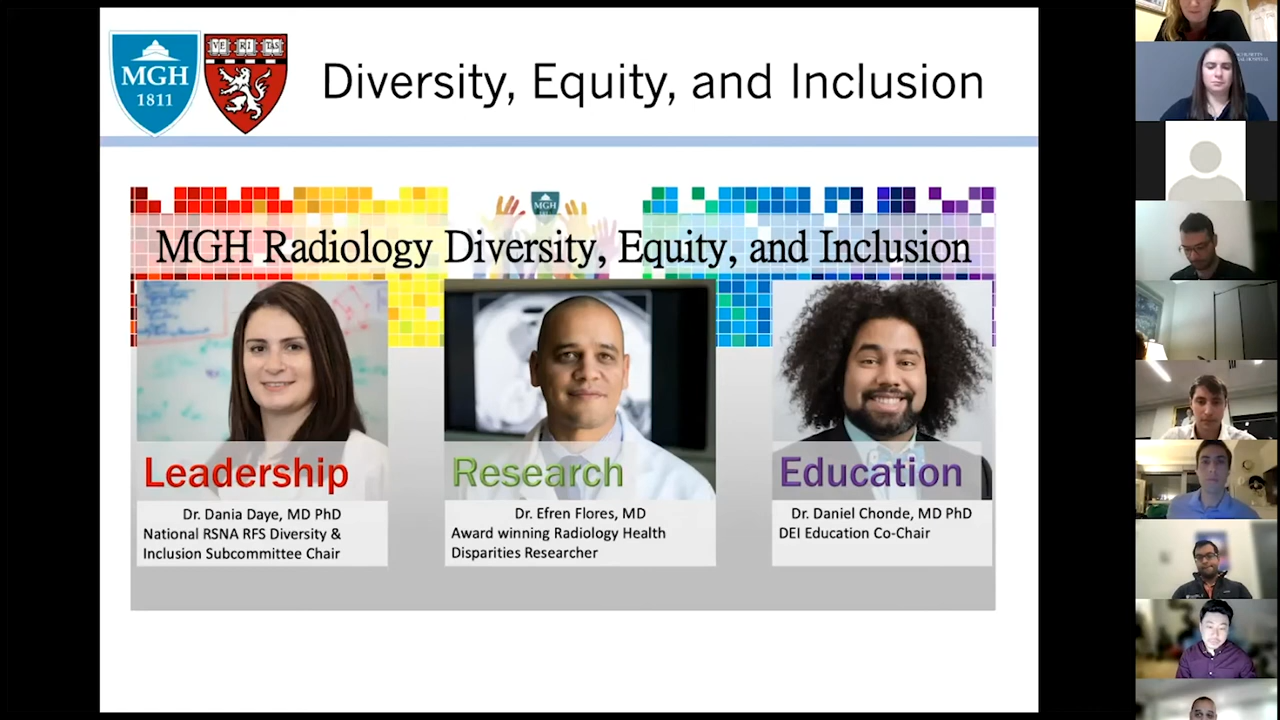 MGH
1811
VE RI TAS
Diversity, Equity, and Inclusion
MGH
MGH Radiology Diversity, Equity, and Inclusion
Leadership
Dr. Dania Daye, MD PhD
National RSNA RFS Diversity &
Inclusion Subcommittee Chair
Research
Dr. Efren Flores, MD
Award winning Radiology Health
Disparities Researcher
Education
Dr. Daniel Chonde, MD PhD
DEI Education Co-Chair